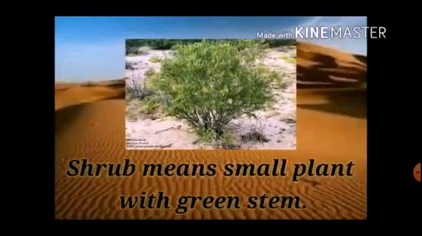 Made with KINEMASTER
Shrub means small plant
with green stem.